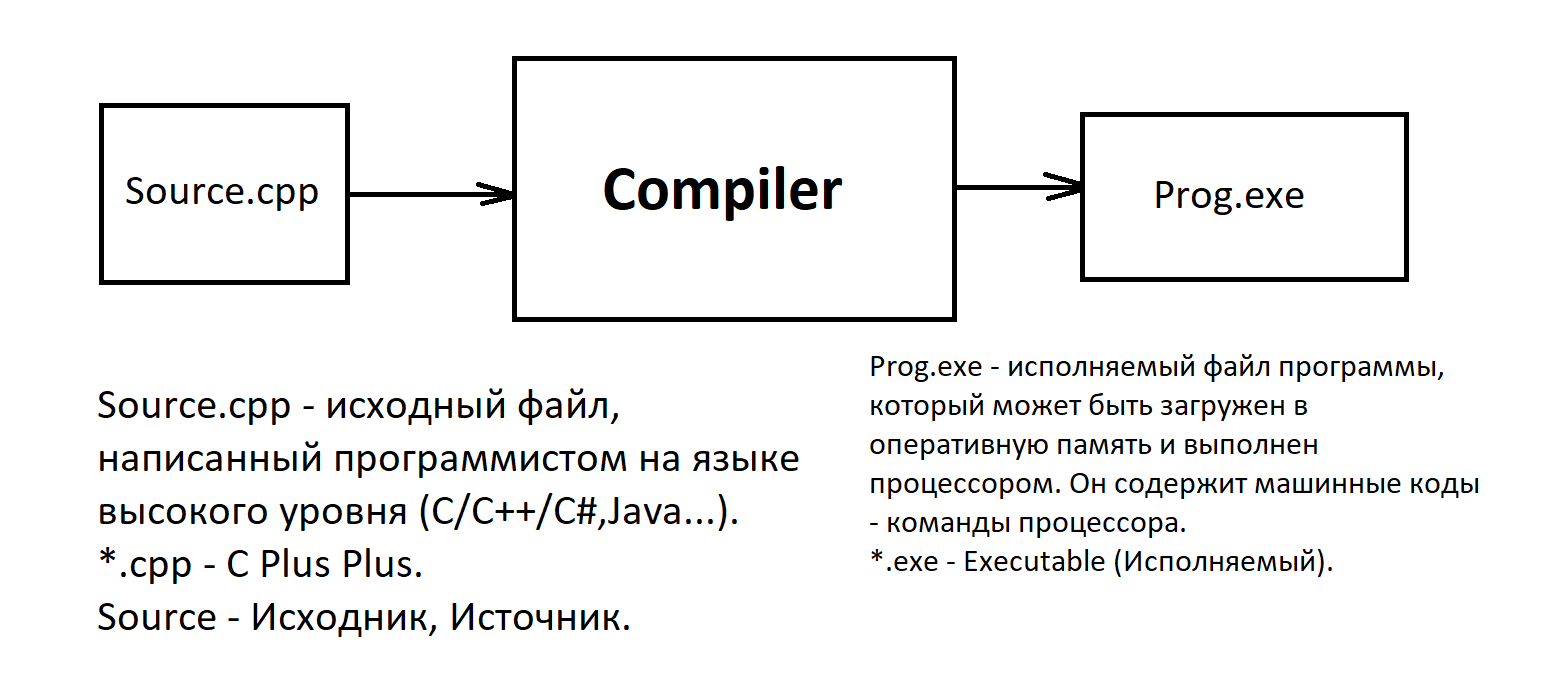 Source.cpp
Compiler
Prog.exe
Source.cpp - исходный файл,
написанный программистом на языке
высокого уровня (C/C++/C#,Java...).
*.cpp - C Plus Plus.
Source - Исходник, Источник.
Prog.exe - исполняемый файл программы,
который может быть загружен в
оперативную память и выполнен
процессором. Он содержит машинные коды
- команды процессора.
*.exe - Executable (Исполняемый).